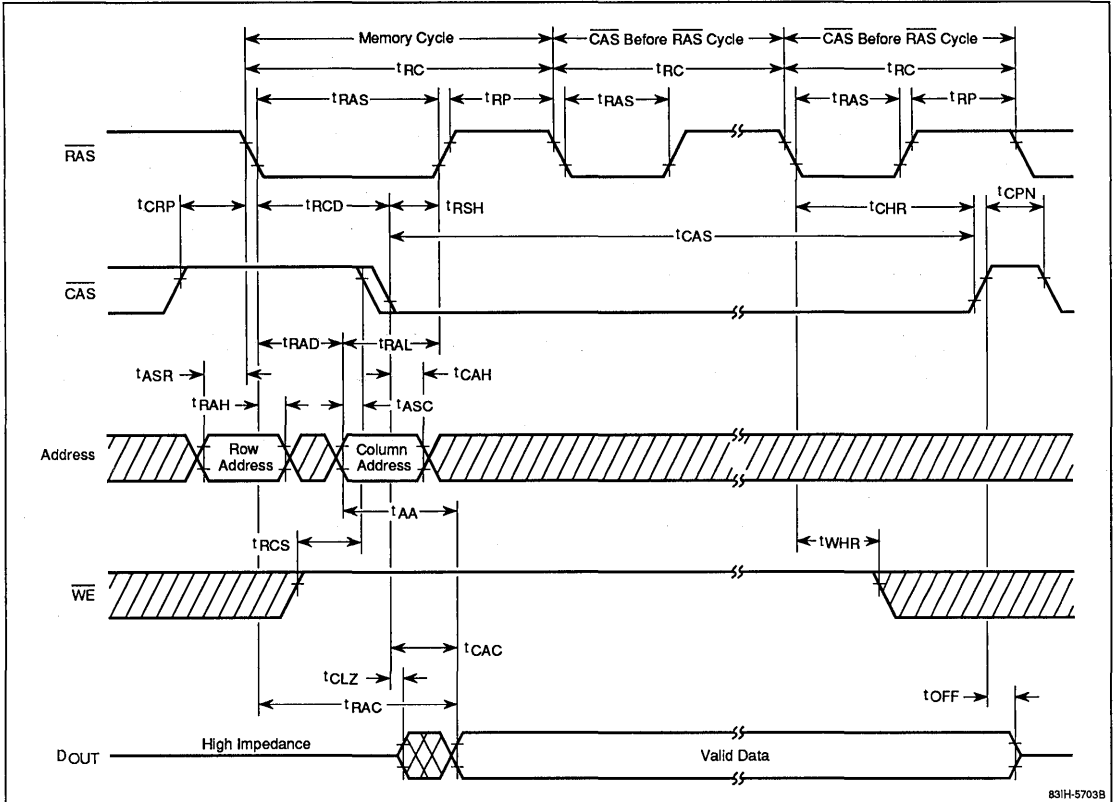 Memory Cycle CAS Before RAS Cycle CAS Before RAS Cycle
tRC tRC tRC
tRAS tRP tRAS tRAS tRP
RAS
tCRP tRCD tRSH tCHR tCPN
tCAS
CAS
tRAD tRAL
tASR tCAH
tRAH tASC
Address Row Address Column Address
tAA
tRCS tWHR
WE
tCAC
tCLZ tOFF
tRAC
DOUT High Impedance Valid Data
83IH-5703B